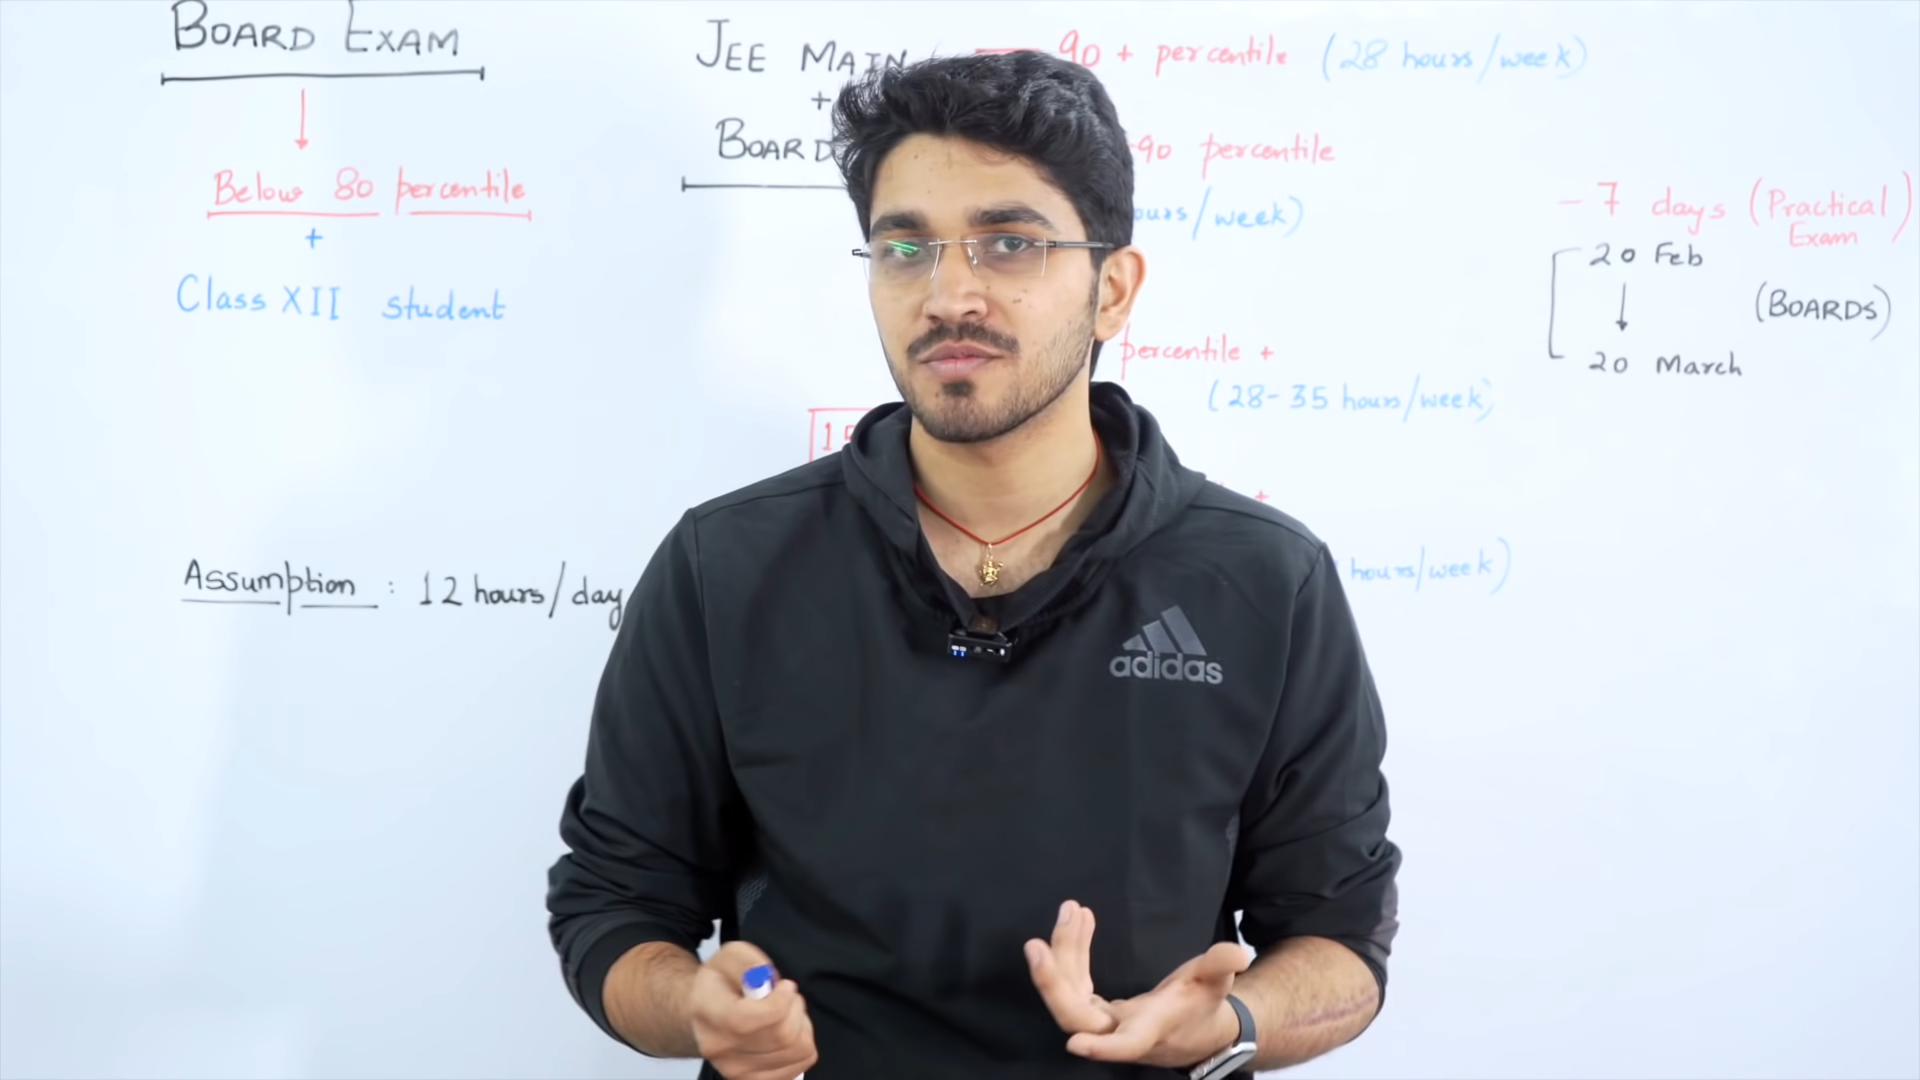 BOARD EXAM
Below 80 percentile
+
Class XII student
Assumption : 12 hours/day
JEE MAIN
+
BOARD
90 + percentile (28 hours/week)
90 percentile
/week)
percentile +
(28-35 hours/week)
+
hours/week)
- 7 days (Practical Exam)
20 Feb
(BOARDS)
20 March
adidas